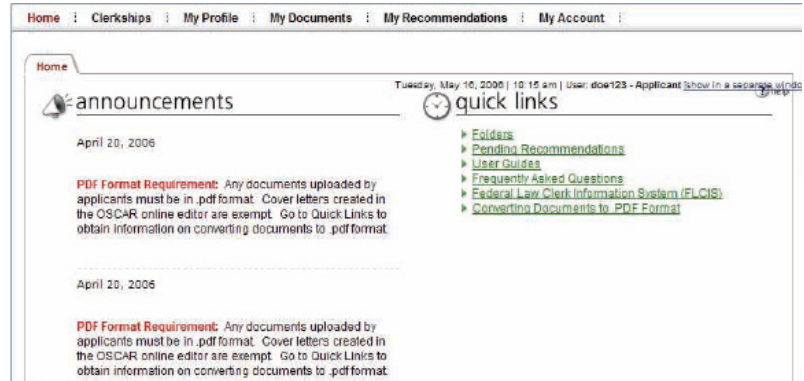 Home : Clerkships : My Profile : My Documents : My Recommendations : My Account :
Home
Tuesday, May 16, 2006 | 10:15 am | User: doe123 - Applicant [show in a separate windo
help
announcements
April 20, 2006
PDF Format Requirement: Any documents uploaded by
applicants must be in .pdf format. Cover letters created in
the OSCAR online editor are exempt. Go to Quick Links to
obtain information on converting documents to .pdf format.
April 20, 2006
PDF Format Requirement: Any documents uploaded by
applicants must be in .pdf format. Cover letters created in
the OSCAR online editor are exempt. Go to Quick Links to
obtain information on converting documents to .pdf format.
quick links
Folders
Pending Recommendations
User Guides
Frequently Asked Questions
Federal Law Clerk Information System (FLCIS)
Converting Documents to .PDF Format